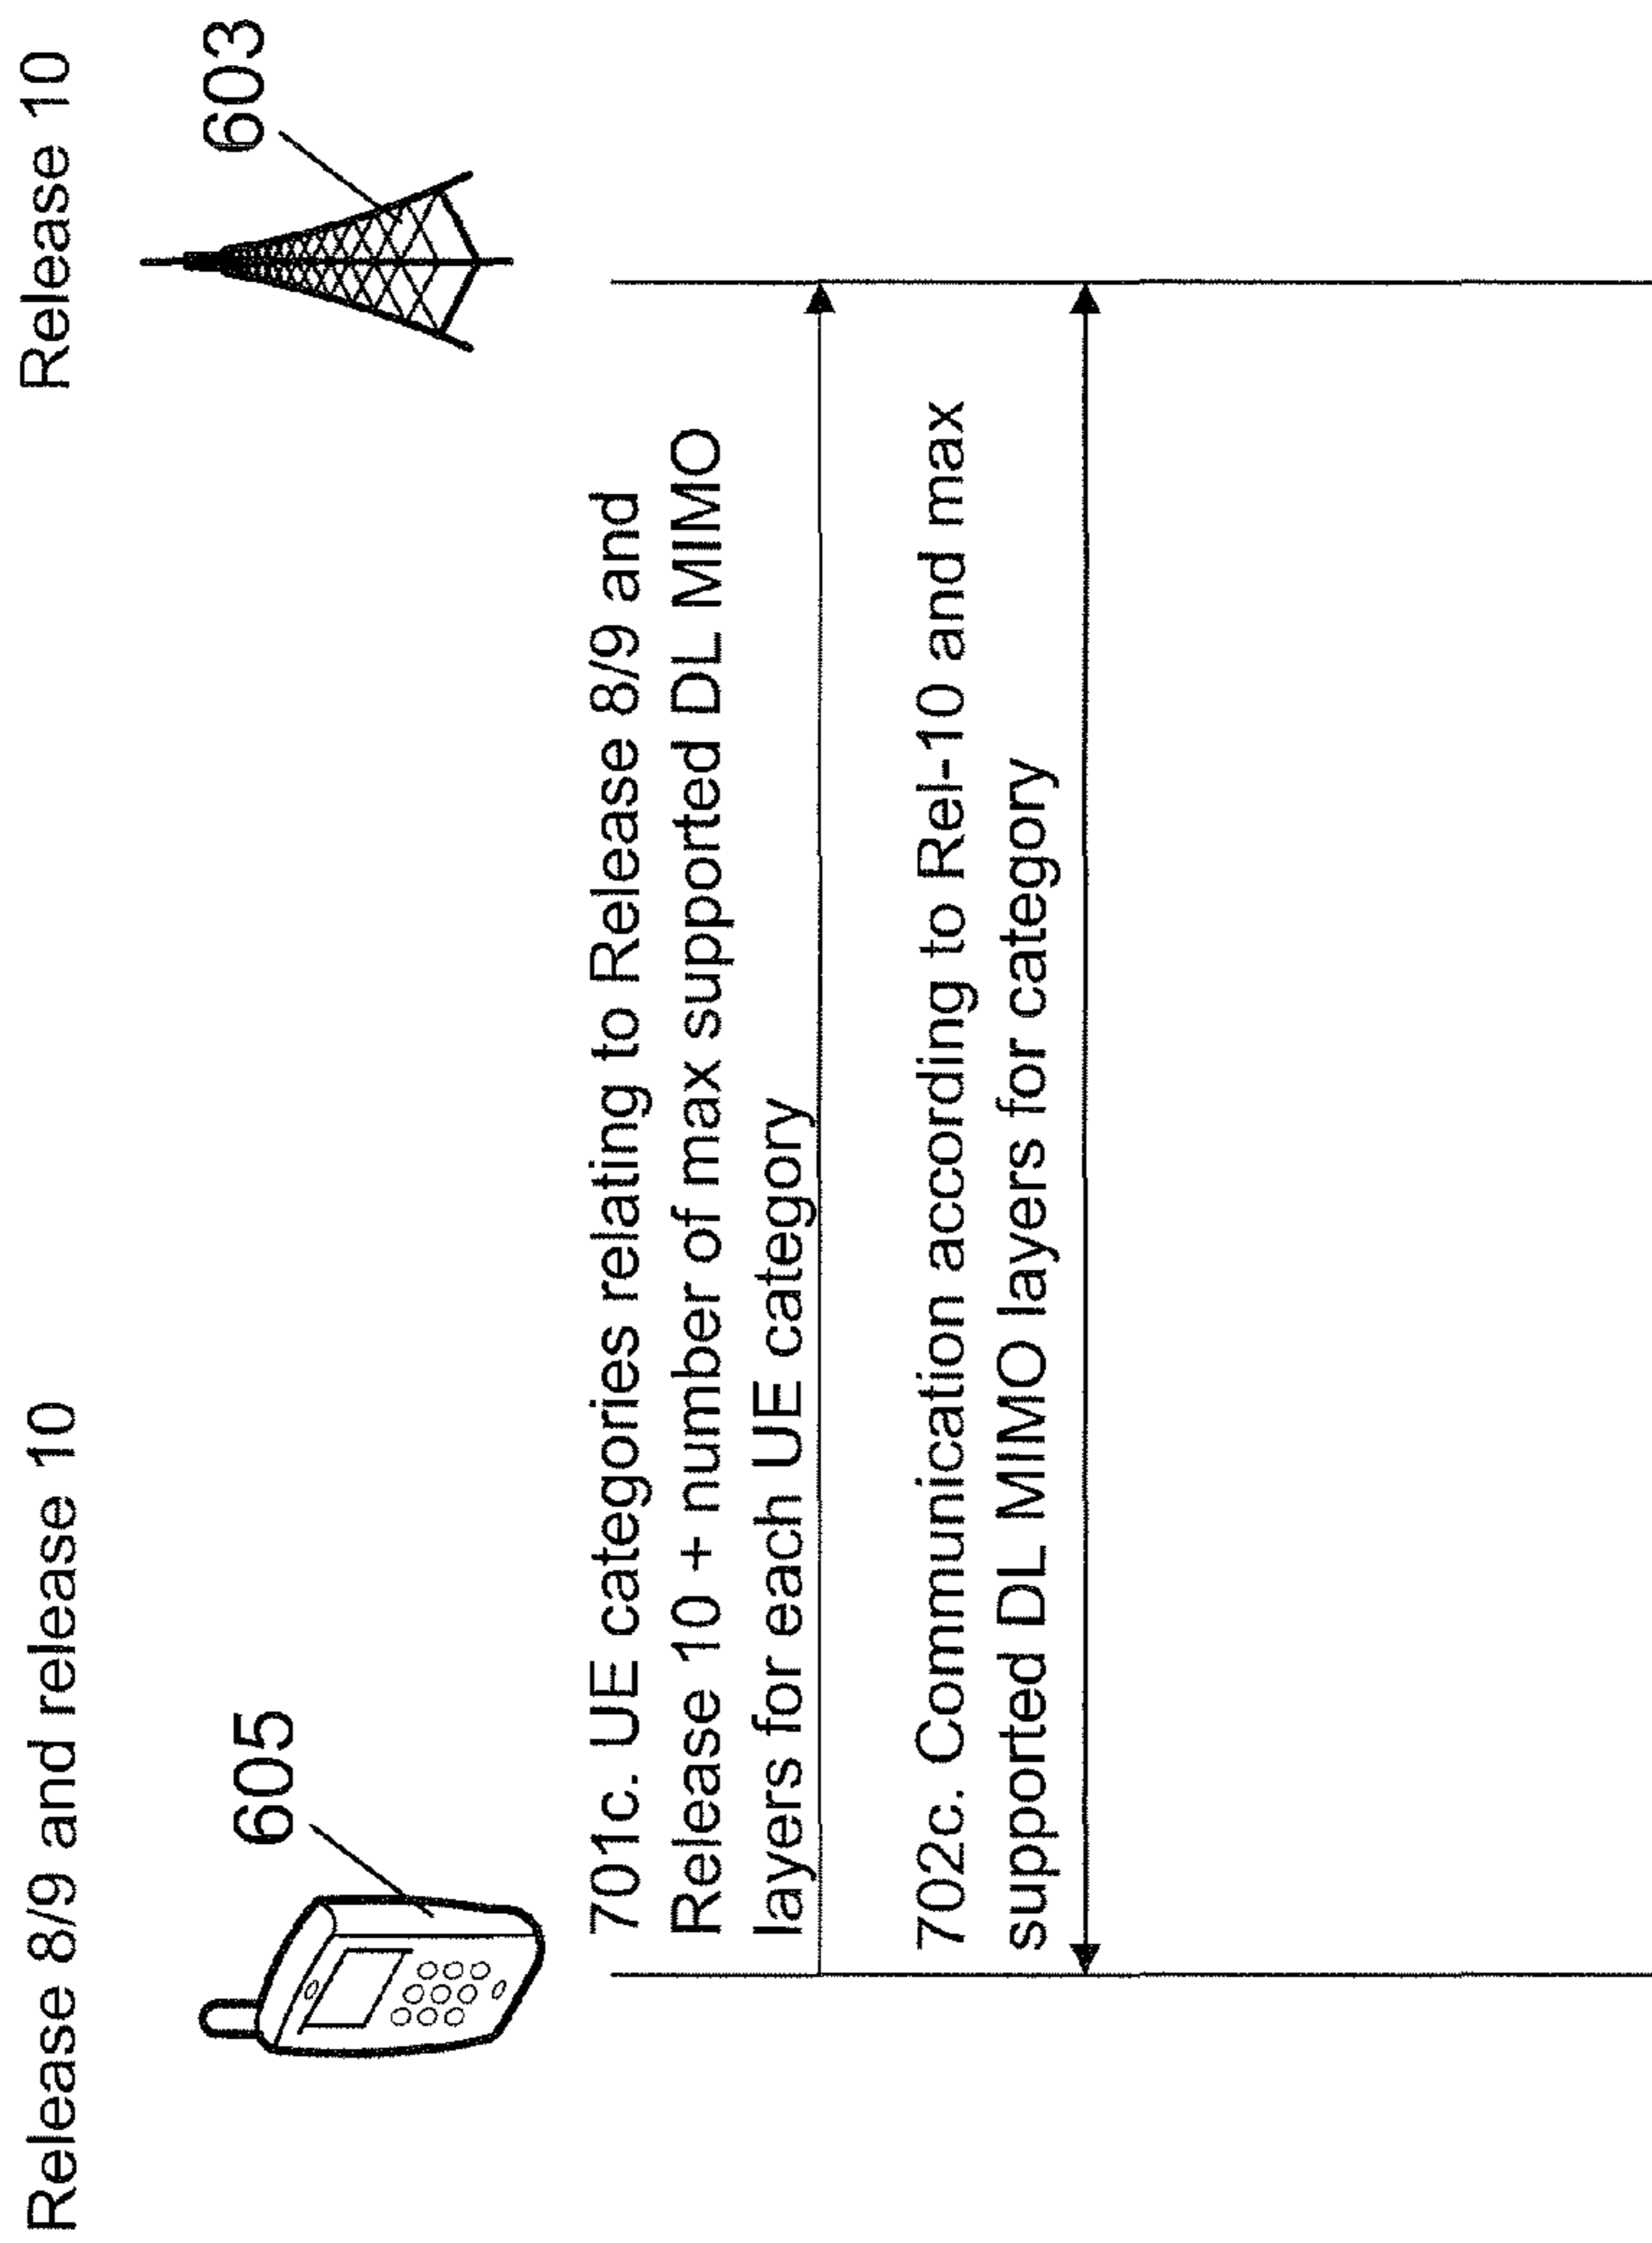 Release 8/9 and release 10
Release 10
605
603
701c. UE categories relating to Release 8/9 and
Release 10 + number of max supported DL MIMO
layers for each UE category
702c. Communication according to Rel-10 and max
supported DL MIMO layers for category